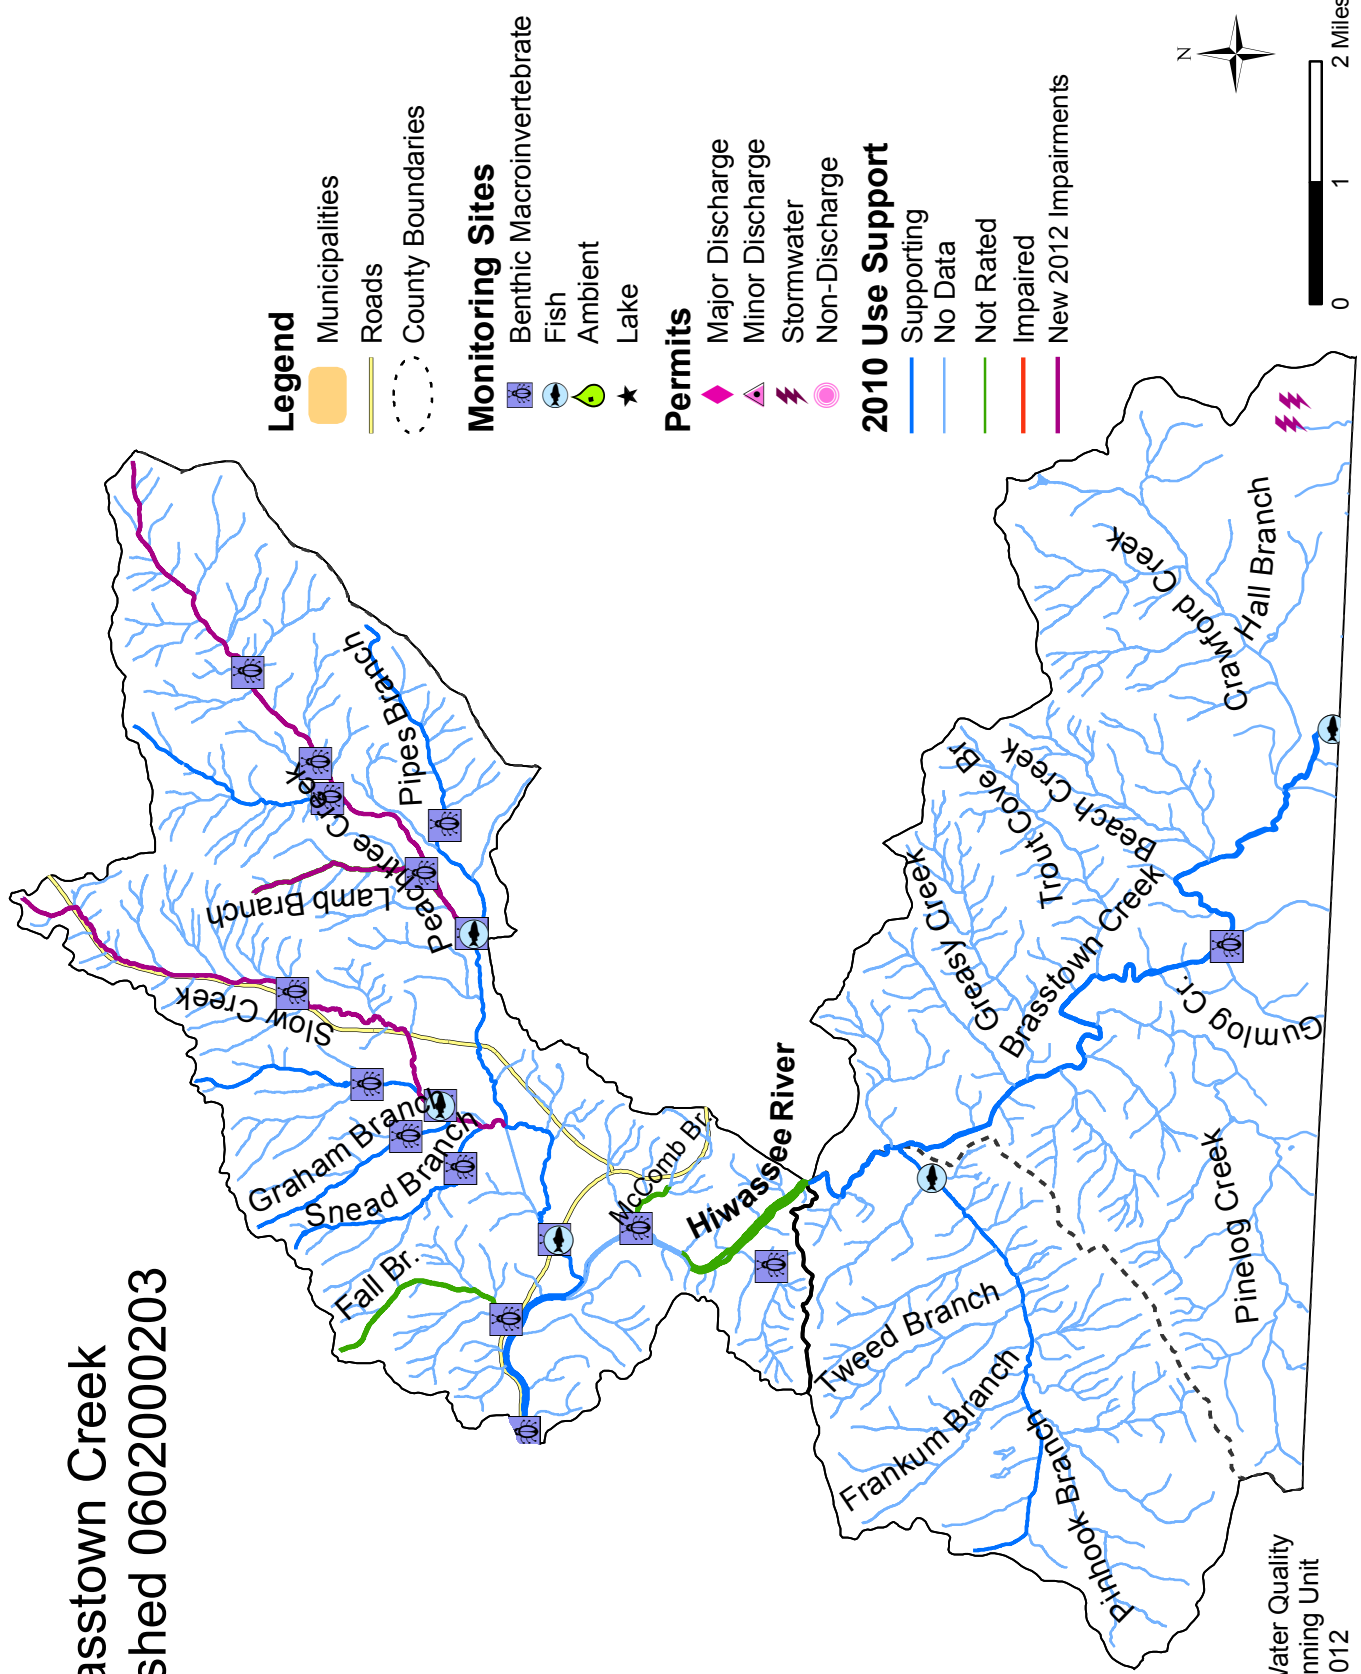 asstown Creek
shed 06020000203
Legend
Municipalities
Roads
County Boundaries
Monitoring Sites
Benthic Macroinvertebrate
Fish
Ambient
Lake
Permits
Major Discharge
Minor Discharge
Stormwater
Non-Discharge
2010 Use Support
Supporting
No Data
Not Rated
Impaired
New 2012 Impairments
N
0 1 2 Miles
Slow Creek
Lamb Branch
Peachtree Creek
Pipes Branch
Graham Branch
Snead Branch
Fall Br.
McComb Br.
Hiwassee River
Tweed Branch
Frankum Branch
Pinhook Branch
Pinelog Creek
Gumlog Cr.
Brasstown Creek
Greasy Creek
Trout Cove Br
Beach Creek
Crawford Creek
Hall Branch
Water Quality
nning Unit
012